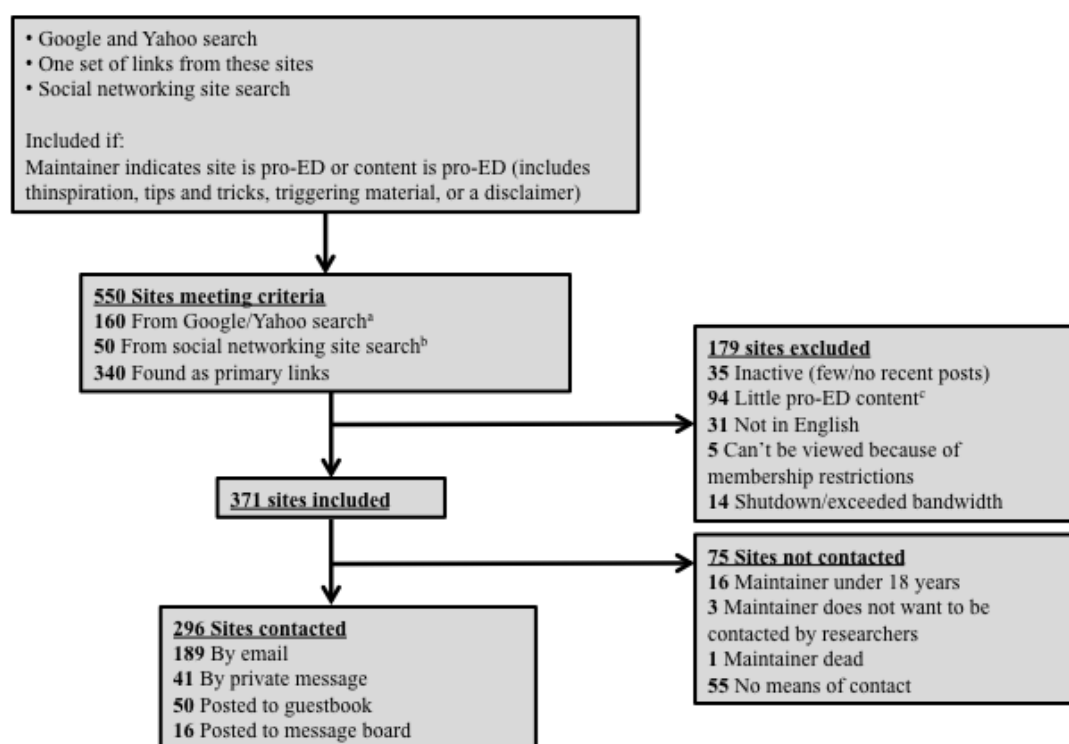 • Google and Yahoo search
• One set of links from these sites
• Social networking site search
Included if:
Maintainer indicates site is pro-ED or content is pro-ED (includes
thinspiration, tips and tricks, triggering material, or a disclaimer)
550 Sites meeting criteria
160 From Google/Yahoo searchᵃ
50 From social networking site searchᵇ
340 Found as primary links
179 sites excluded
35 Inactive (few/no recent posts)
94 Little pro-ED contentᶜ
31 Not in English
5 Can't be viewed because of
membership restrictions
14 Shutdown/exceeded bandwidth
371 sites included
75 Sites not contacted
16 Maintainer under 18 years
3 Maintainer does not want to be
contacted by researchers
1 Maintainer dead
55 No means of contact
296 Sites contacted
189 By email
41 By private message
50 Posted to guestbook
16 Posted to message board